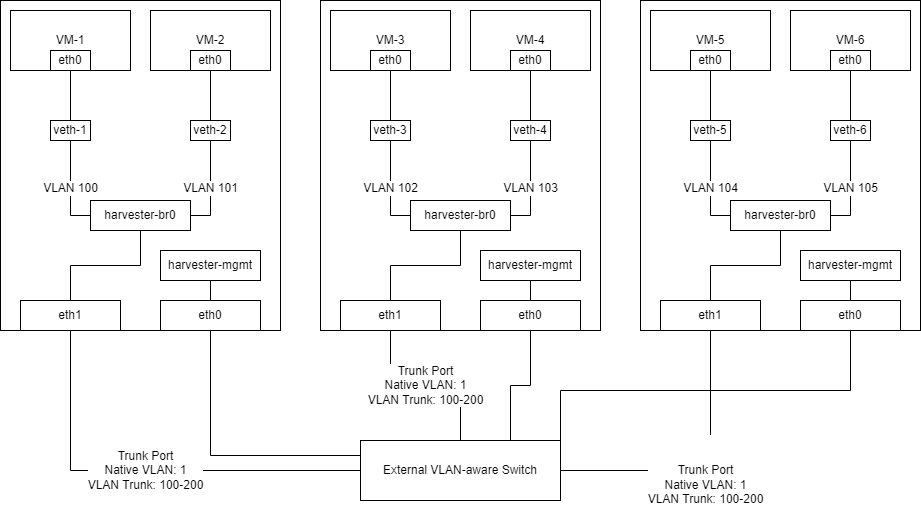 VM-1
VM-2
VM-3
VM-4
VM-5
VM-6
eth0
eth0
eth0
eth0
eth0
eth0
veth-1
veth-2
veth-3
veth-4
veth-5
veth-6
VLAN 100
VLAN 101
VLAN 102
VLAN 103
VLAN 104
VLAN 105
harvester-br0
harvester-br0
harvester-br0
harvester-mgmt
harvester-mgmt
harvester-mgmt
eth1
eth0
eth1
eth0
eth1
eth0
Trunk Port
Native VLAN: 1
VLAN Trunk: 100-200
Trunk Port
Native VLAN: 1
VLAN Trunk: 100-200
External VLAN-aware Switch
Trunk Port
Native VLAN: 1
VLAN Trunk: 100-200